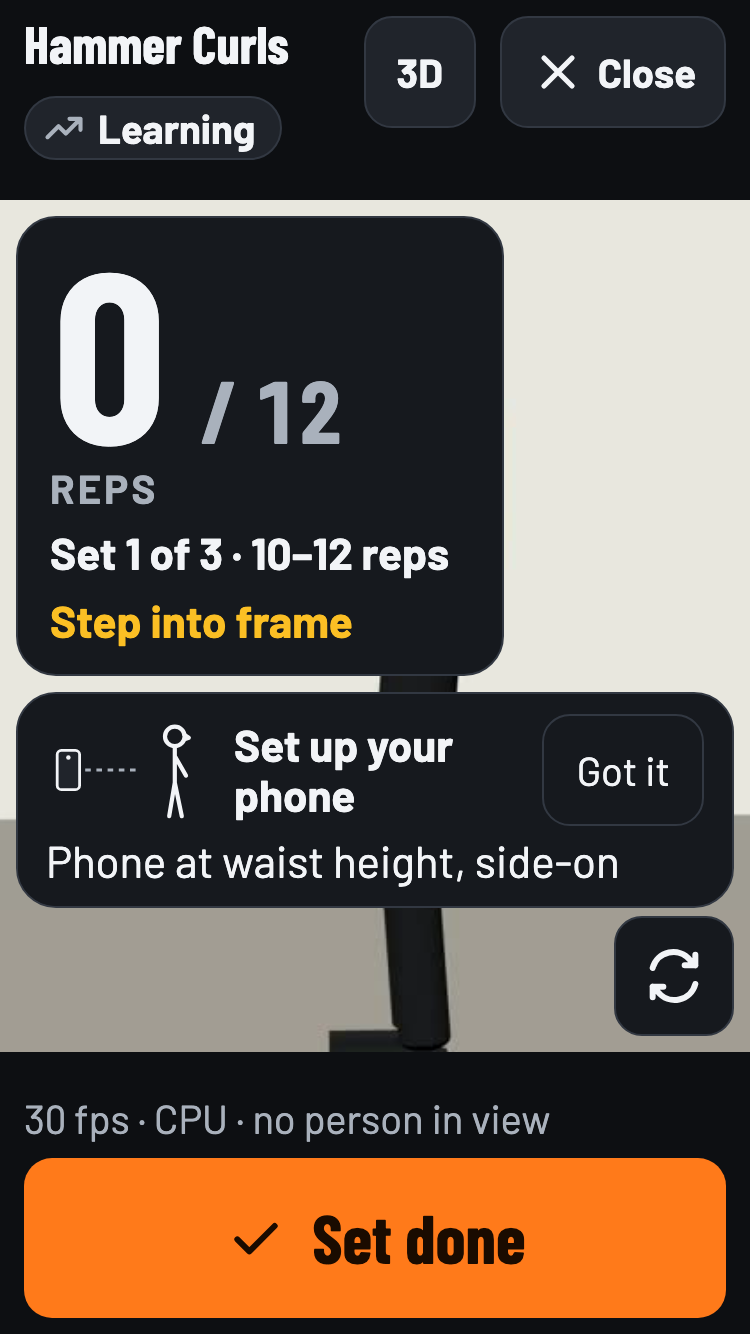 Hammer Curls
Learning
3D
Close
0 / 12
REPS
Set 1 of 3 · 10–12 reps
Step into frame
Set up your
phone
Got it
Phone at waist height, side-on
30 fps · CPU · no person in view
Set done